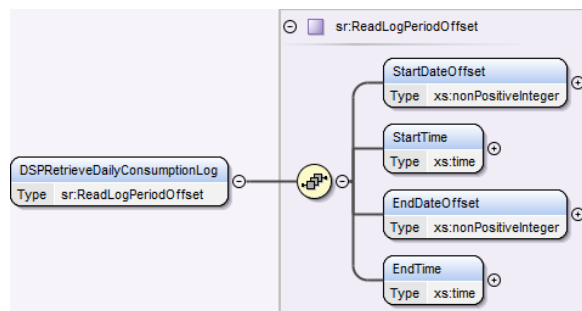 sr:ReadLogPeriodOffset
StartDateOffset
Type xs:nonPositiveInteger
StartTime
Type xs:time
DSPRetrieveDailyConsumptionLog
Type sr:ReadLogPeriodOffset
EndDateOffset
Type xs:nonPositiveInteger
EndTime
Type xs:time